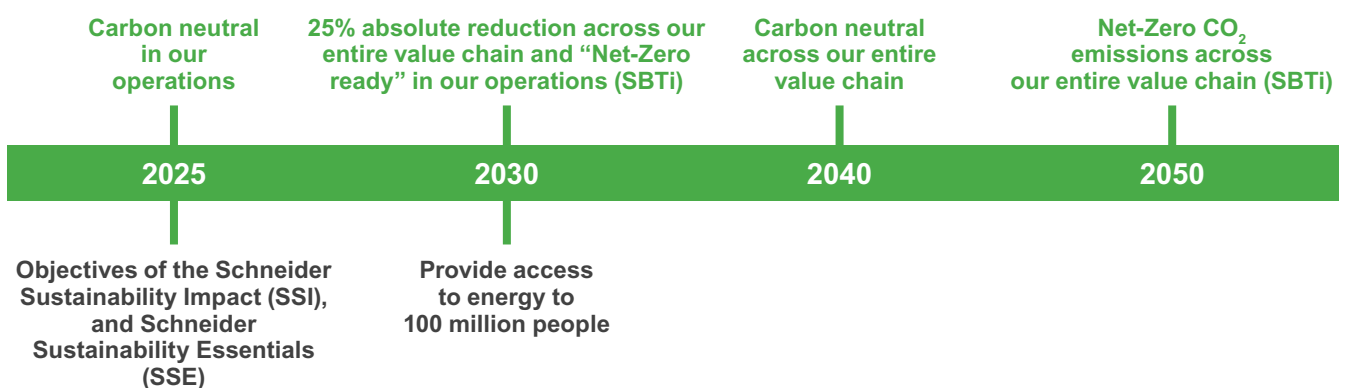 Carbon neutral
in our
operations
25% absolute reduction across our
entire value chain and “Net-Zero
ready” in our operations (SBTi)
Carbon neutral
across our entire
value chain
Net-Zero CO₂
emissions across
our entire value chain (SBTi)
2025
2030
2040
2050
Objectives of the Schneider
Sustainability Impact (SSI),
and Schneider
Sustainability Essentials
(SSE)
Provide access
to energy to
100 million people